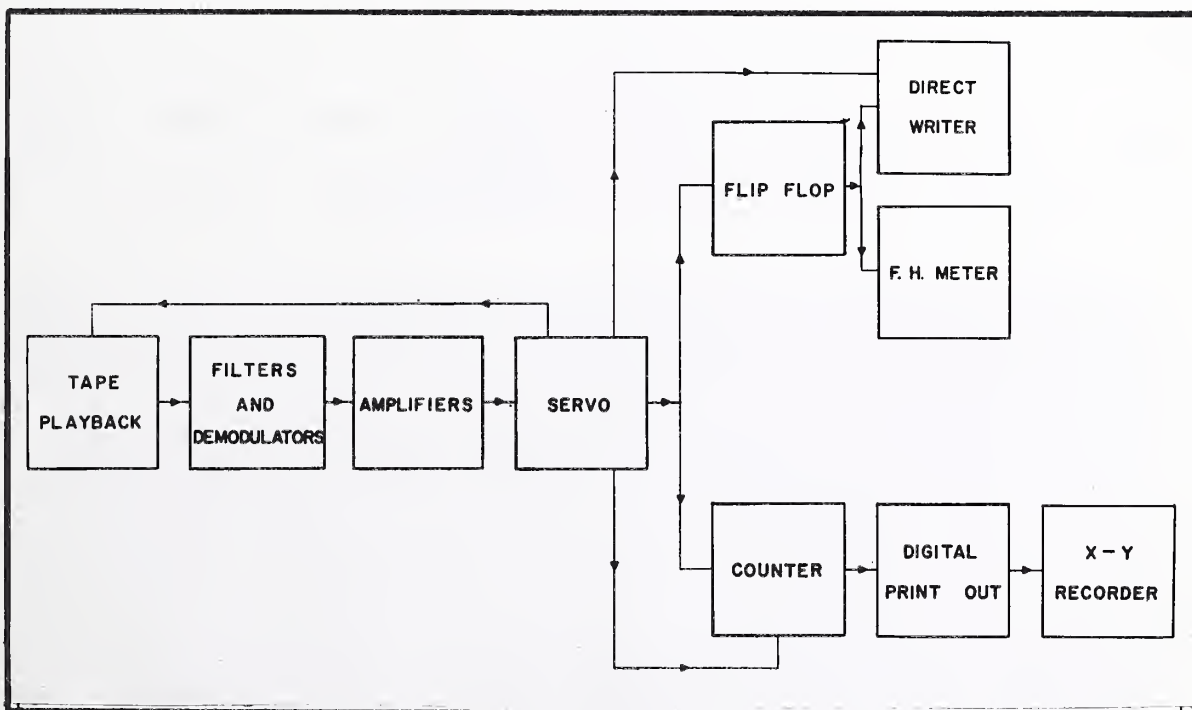 DIRECT
WRITER
FLIP FLOP
F. H. METER
TAPE
PLAYBACK
FILTERS
AND
DEMODULATORS
AMPLIFIERS
SERVO
COUNTER
DIGITAL
PRINT OUT
X-Y
RECORDER